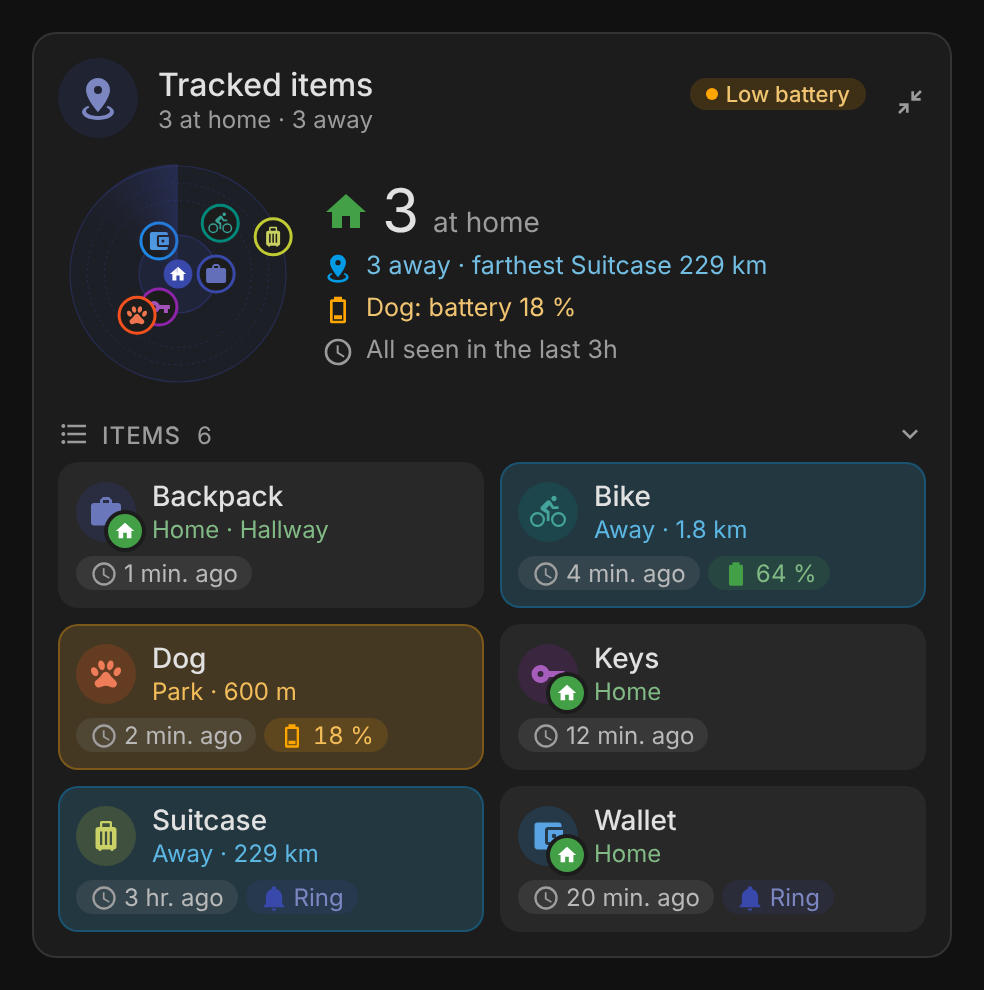 Tracked items
3 at home · 3 away
Low battery
3 at home
3 away · farthest Suitcase 229 km
Dog: battery 18 %
All seen in the last 3h
ITEMS 6
Backpack
Home · Hallway
1 min. ago
Bike
Away · 1.8 km
4 min. ago
64 %
Dog
Park · 600 m
2 min. ago
18 %
Keys
Home
12 min. ago
Suitcase
Away · 229 km
3 hr. ago
Ring
Wallet
Home
20 min. ago
Ring